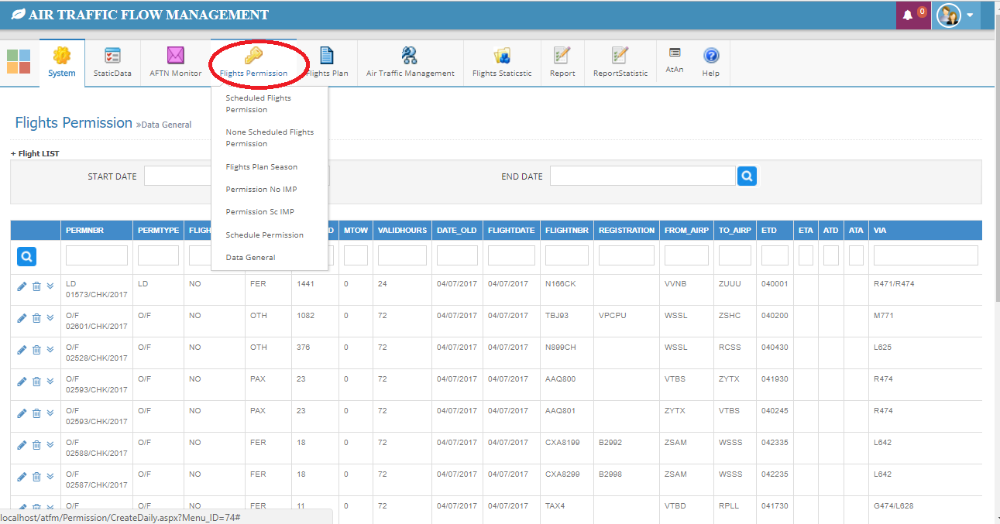 AIR TRAFFIC FLOW MANAGEMENT
0
System StaticData AFTN Monitor Flights Permission Flights Plan Air Traffic Management Flights Staticstic Report ReportStatistic AtAn Help
Scheduled Flights
Permission
None Scheduled Flights
Permission
Flights Plan Season
Permission No IMP
Permission Sc IMP
Schedule Permission
Data General
Flights Permission »Data General
+ Flight LIST
START DATE END DATE
PERMNBR PERMTYPE FLIGH D MTOW VALIDHOURS DATE_OLD FLIGHTDATE FLIGHTNBR REGISTRATION FROM_AIRP TO_AIRP ETD ETA ATD ATA VIA
LD LD NO FER 1441 0 24 04/07/2017 04/07/2017 N166CK VVNB ZUUU 040001 R471/R474
01573/CHK/2017
O/F O/F NO OTH 1082 0 72 04/07/2017 04/07/2017 TBJ93 VPCPU WSSL ZSHC 040200 M771
02601/CHK/2017
O/F O/F NO OTH 376 0 72 04/07/2017 04/07/2017 N899CH WSSL RCSS 040430 L625
02528/CHK/2017
O/F O/F NO PAX 23 0 72 04/07/2017 04/07/2017 AAQ800 VTBS ZYTX 041930 R474
02593/CHK/2017
O/F O/F NO PAX 23 0 72 04/07/2017 04/07/2017 AAQ801 ZYTX VTBS 040245 R474
02593/CHK/2017
O/F O/F NO FER 18 0 72 04/07/2017 04/07/2017 CXA8199 B2992 ZSAM WSSS 042335 L642
02588/CHK/2017
O/F O/F NO FER 18 0 72 04/07/2017 04/07/2017 CXA8299 B2998 ZSAM WSSS 042235 L642
02587/CHK/2017
O/F O/F NO FER 11 0 72 04/07/2017 04/07/2017 TAX4 VTBD RPLL 041730 G474/L628
localhost/atfm/Permission/CreateDaily.aspx?Menu_ID=74#